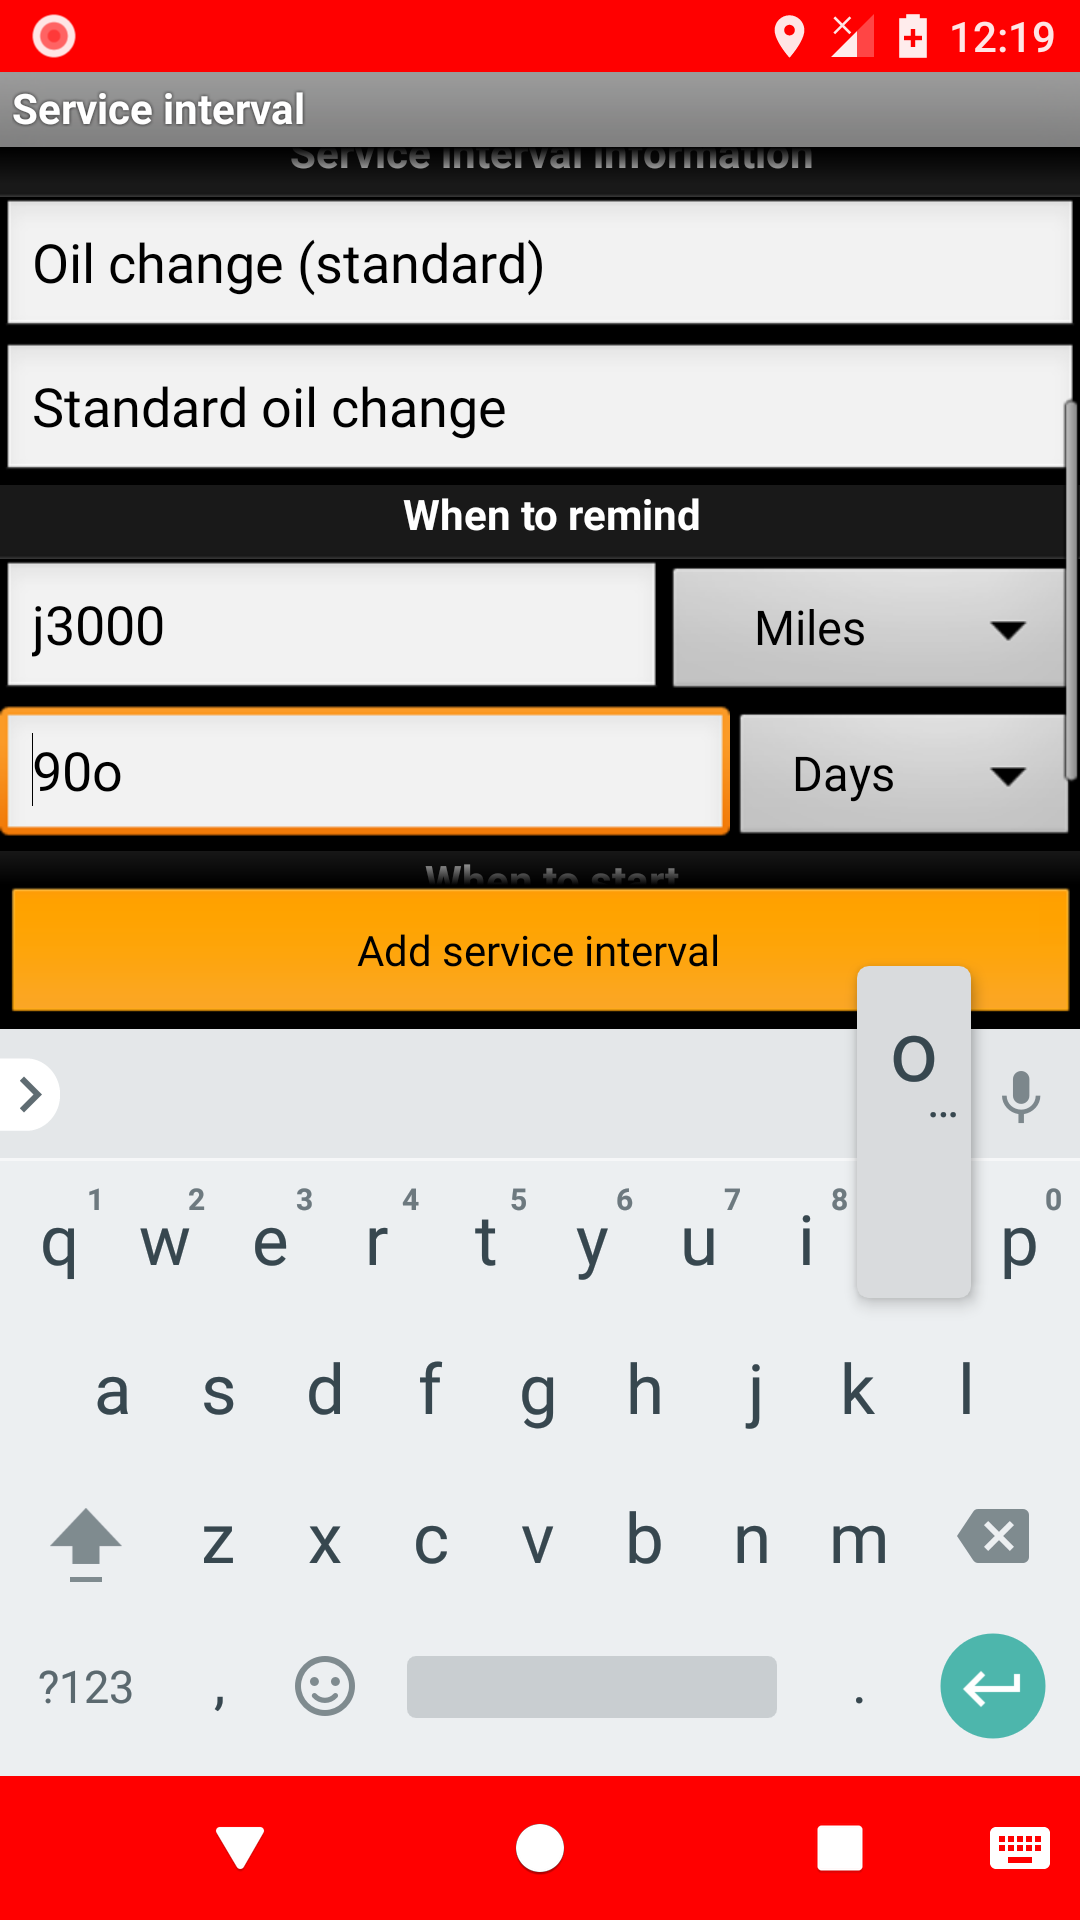 12:19
Service interval
Service interval information
Oil change (standard)
Standard oil change
When to remind
j3000 Miles
90o Days
When to start
Add service interval
o
...
1 2 3 4 5 6 7 8 0
q w e r t y u i p
a s d f g h j k l
z x c v b n m
?123 , .